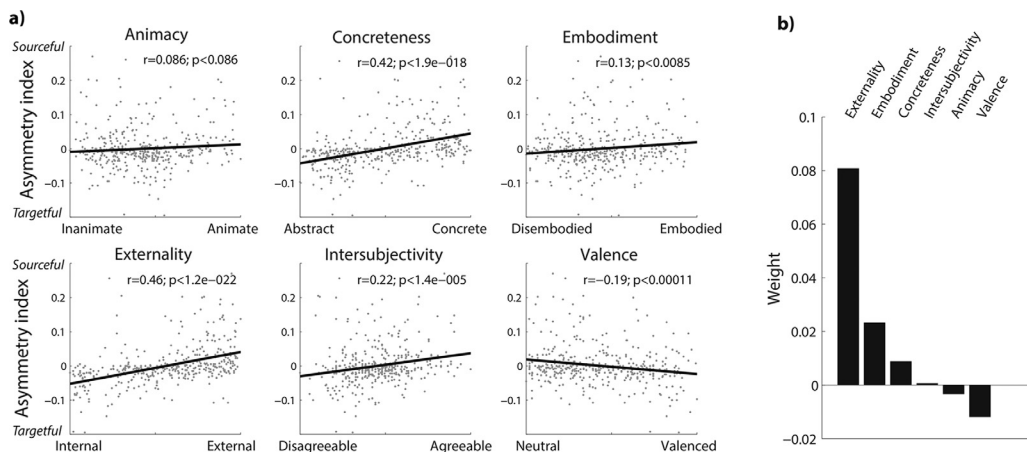 a)
Animacy
Concreteness
Embodiment
Sourceful
0.2
0.1
0
−0.1
Targetful
Asymmetry index
r=0.086; p<0.086
Inanimate
Animate
0.2
0.1
0
−0.1
r=0.42; p<1.9e−018
Abstract
Concrete
0.2
0.1
0
−0.1
r=0.13; p<0.0085
Disembodied
Embodied
Externality
Intersubjectivity
Valence
Sourceful
0.2
0.1
0
−0.1
Targetful
Asymmetry index
r=0.46; p<1.2e−022
Internal
External
0.2
0.1
0
−0.1
r=0.22; p<1.4e−005
Disagreeable
Agreeable
0.2
0.1
0
−0.1
r=−0.19; p<0.00011
Neutral
Valenced
b)
Externality
Embodiment
Concreteness
Intersubjectivity
Animacy
Valence
0.1
0.08
0.06
0.04
0.02
0
−0.02
Weight